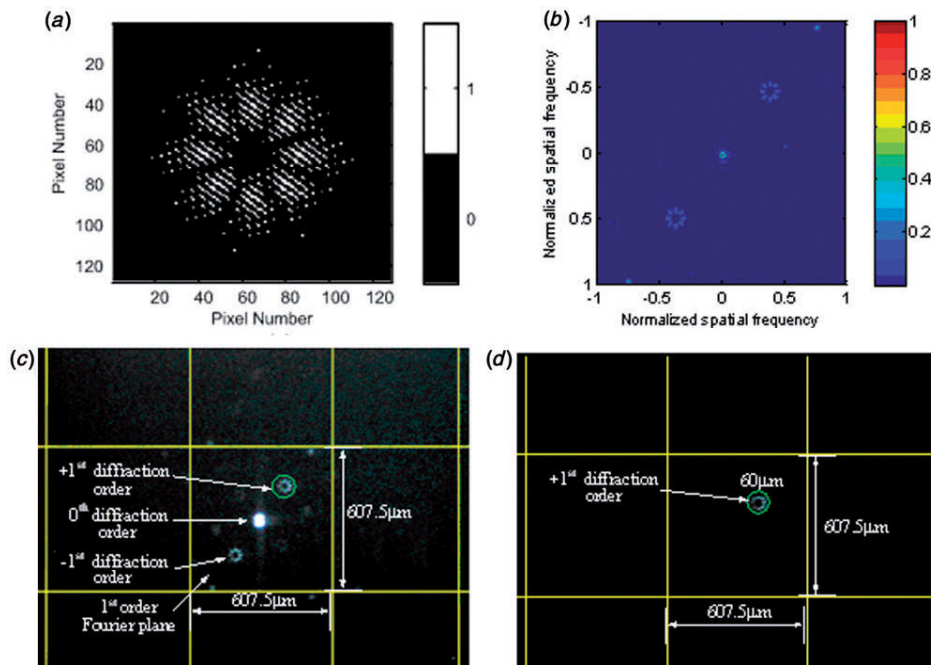 (a)
20
40
60
80
100
120
Pixel Number
20 40 60 80 100 120
Pixel Number
1
0
(b)
-1
-0.5
0
0.5
1
Normalized spatial frequency
-1 -0.5 0 0.5 1
Normalized spatial frequency
1
0.8
0.6
0.4
0.2
(c)
+1st diffraction
order
0th diffraction
order
-1st diffraction
order
1st order
Fourier plane
607.5µm
607.5µm
(d)
+1st diffraction
order
60µm
607.5µm
607.5µm